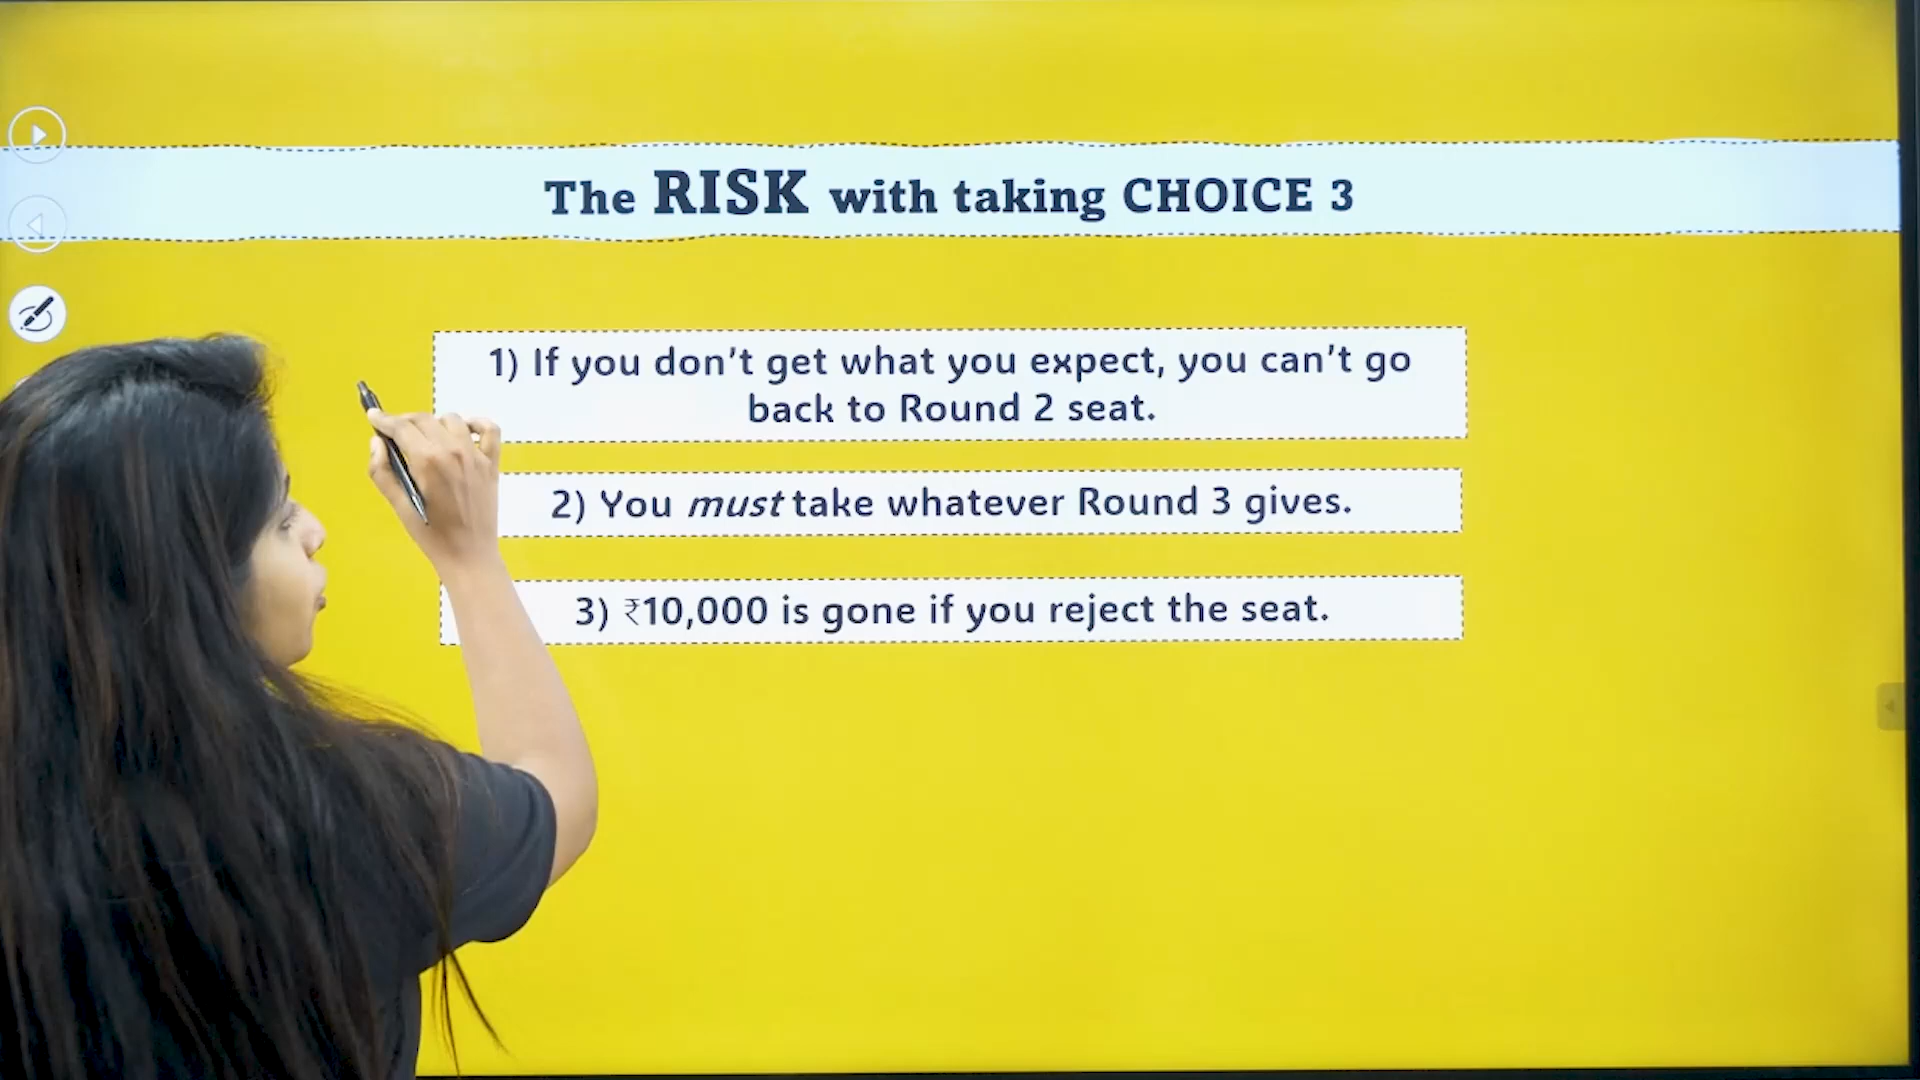 The RISK with taking CHOICE 3
1) If you don't get what you expect, you can't go
back to Round 2 seat.
2) You must take whatever Round 3 gives.
3) ₹10,000 is gone if you reject the seat.